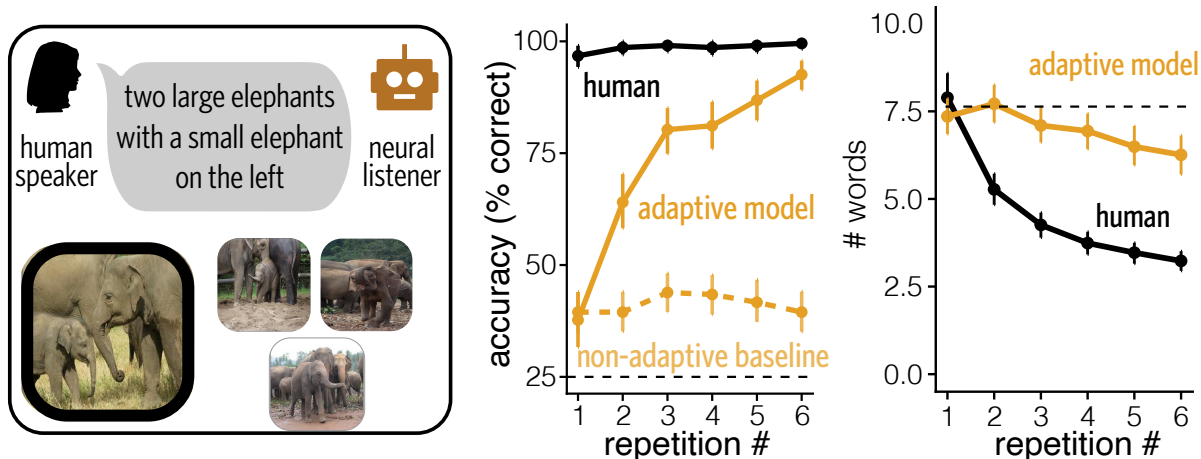 two large elephants
with a small elephant
on the left
human
speaker
neural
listener
accuracy (% correct)
100
75
50
25
human
adaptive model
non-adaptive baseline
1 2 3 4 5 6
repetition #
# words
10.0
7.5
5.0
2.5
0.0
adaptive model
human
1 2 3 4 5 6
repetition #